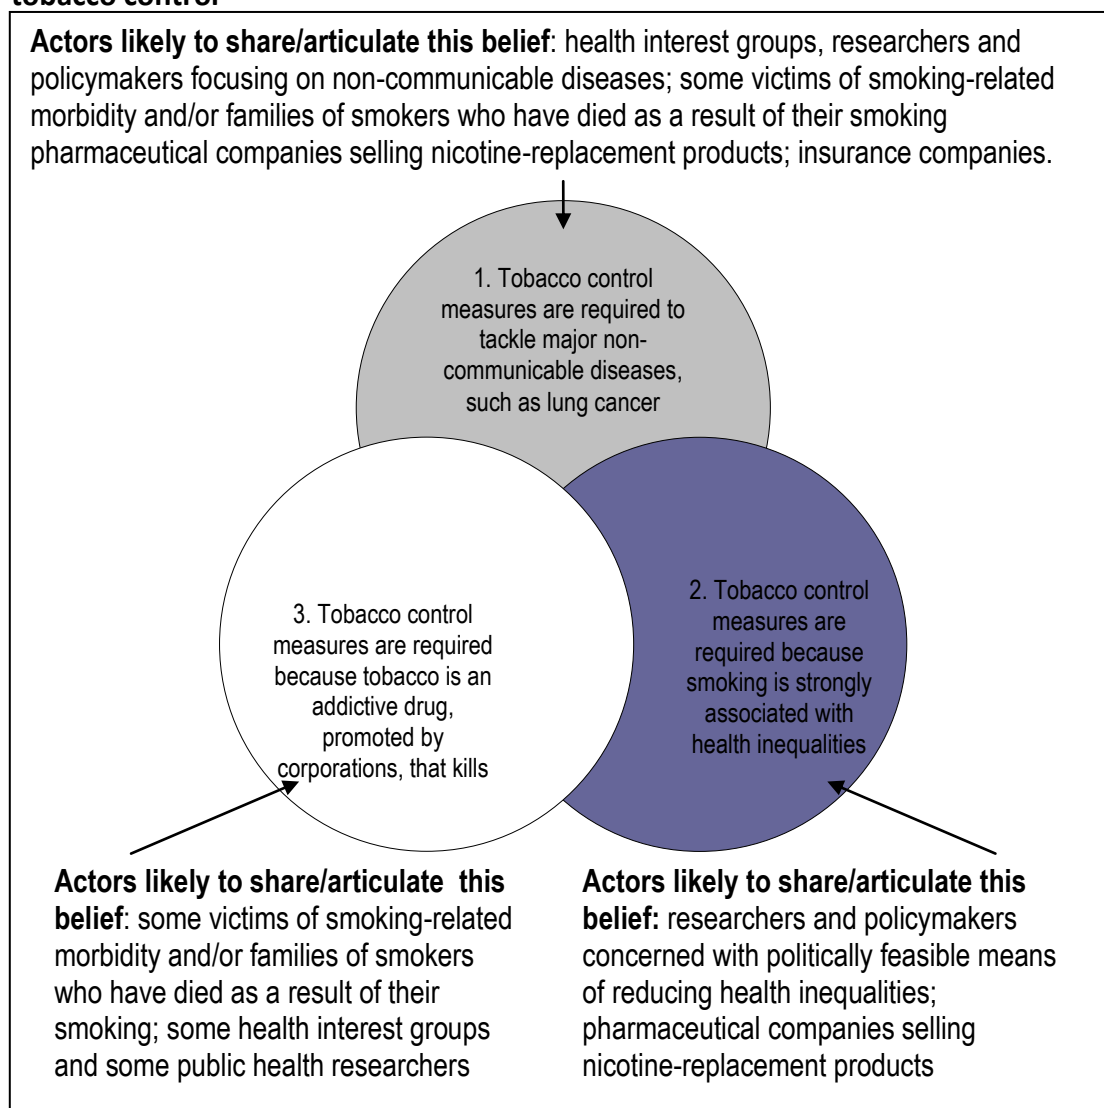 tobacco control
Actors likely to share/articulate this belief: health interest groups, researchers and
policymakers focusing on non-communicable diseases; some victims of smoking-related
morbidity and/or families of smokers who have died as a result of their smoking
pharmaceutical companies selling nicotine-replacement products; insurance companies.
1. Tobacco control
measures are required to
tackle major non-
communicable diseases,
such as lung cancer
3. Tobacco control
measures are required
because tobacco is an
addictive drug,
promoted by
corporations, that kills
2. Tobacco control
measures are
required because
smoking is strongly
associated with
health inequalities
Actors likely to share/articulate this
belief: some victims of smoking-related
morbidity and/or families of smokers
who have died as a result of their
smoking; some health interest groups
and some public health researchers
Actors likely to share/articulate this
belief: researchers and policymakers
concerned with politically feasible means
of reducing health inequalities;
pharmaceutical companies selling
nicotine-replacement products